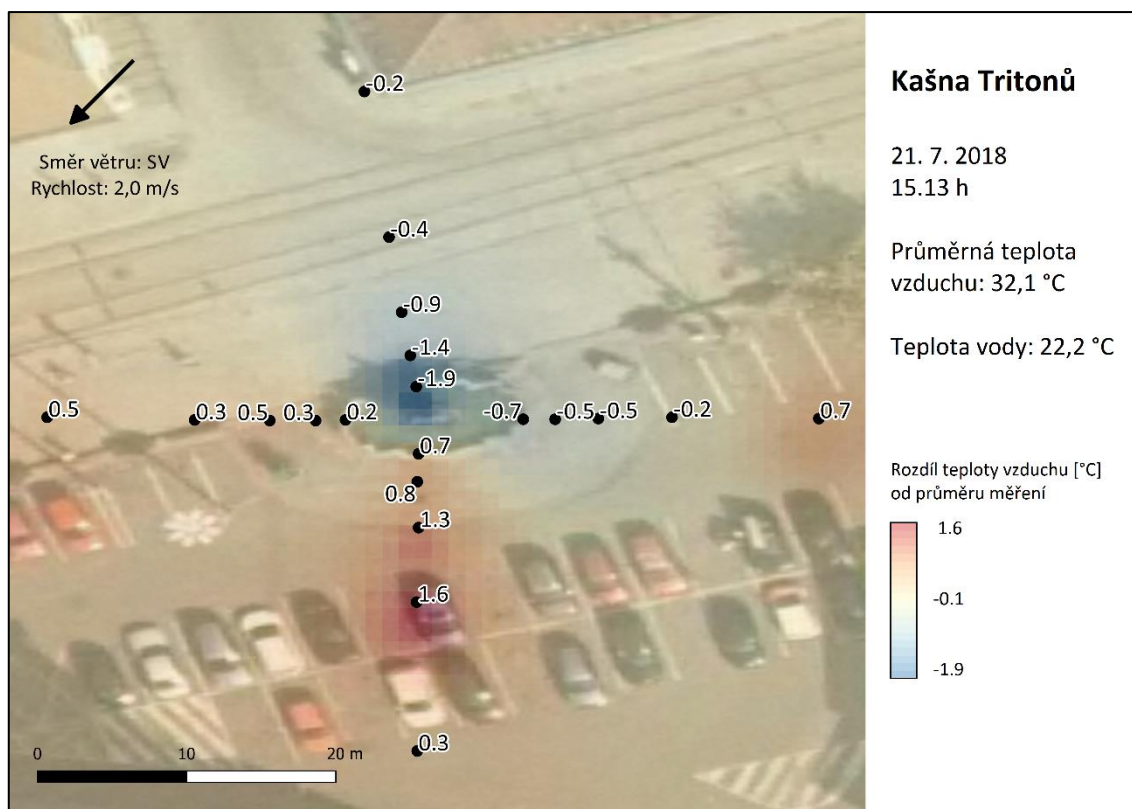 -0.2
Směr větru: SV
Rychlost: 2,0 m/s
-0.4
-0.9
-1.4
-1.9
0.5
0.3
0.5
0.3
0.2
-0.7
-0.5
-0.5
-0.2
0.7
0.7
0.8
1.3
1.6
0.3
0
10
20 m
Kašna Tritonů
21. 7. 2018
15.13 h
Průměrná teplota
vzduchu: 32,1 °C
Teplota vody: 22,2 °C
Rozdíl teploty vzduchu [°C]
od průměru měření
1.6
-0.1
-1.9